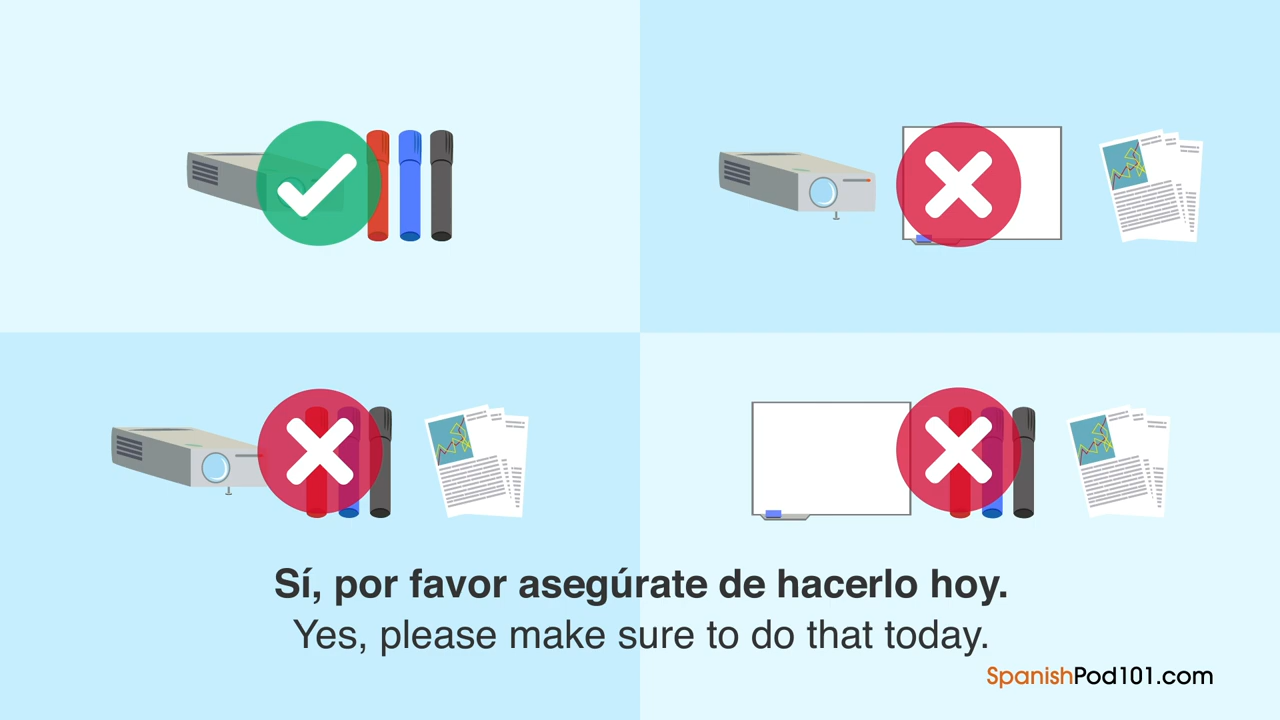 Sí, por favor asegúrate de hacerlo hoy.
Yes, please make sure to do that today.
SpanishPod101.com